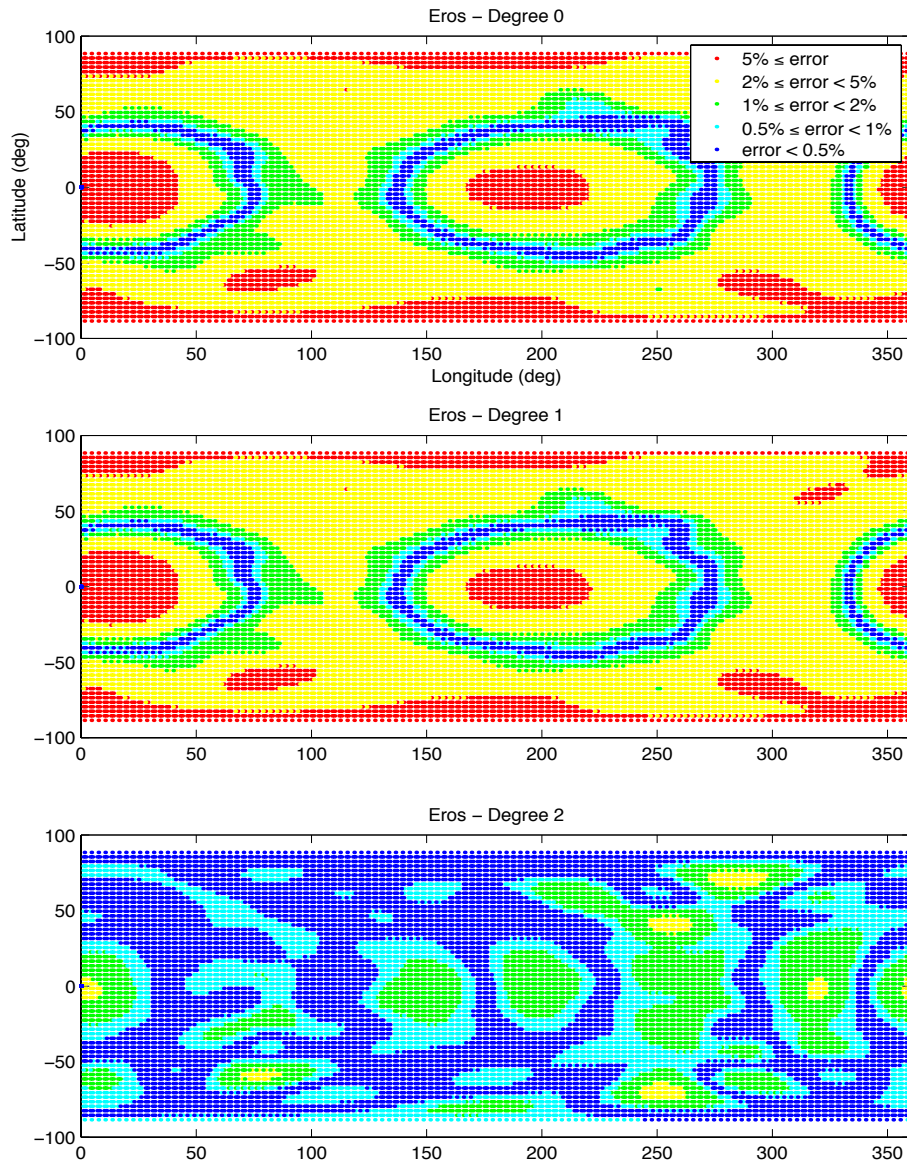 Eros − Degree 0
100
50
0
−50
−100
Latitude (deg)
5% ≤ error
2% ≤ error < 5%
1% ≤ error < 2%
0.5% ≤ error < 1%
error < 0.5%
0 50 100 150 200 250 300 350
Longitude (deg)
Eros − Degree 1
100
50
0
−50
−100
0 50 100 150 200 250 300 350
Eros − Degree 2
100
50
0
−50
−100
0 50 100 150 200 250 300 350